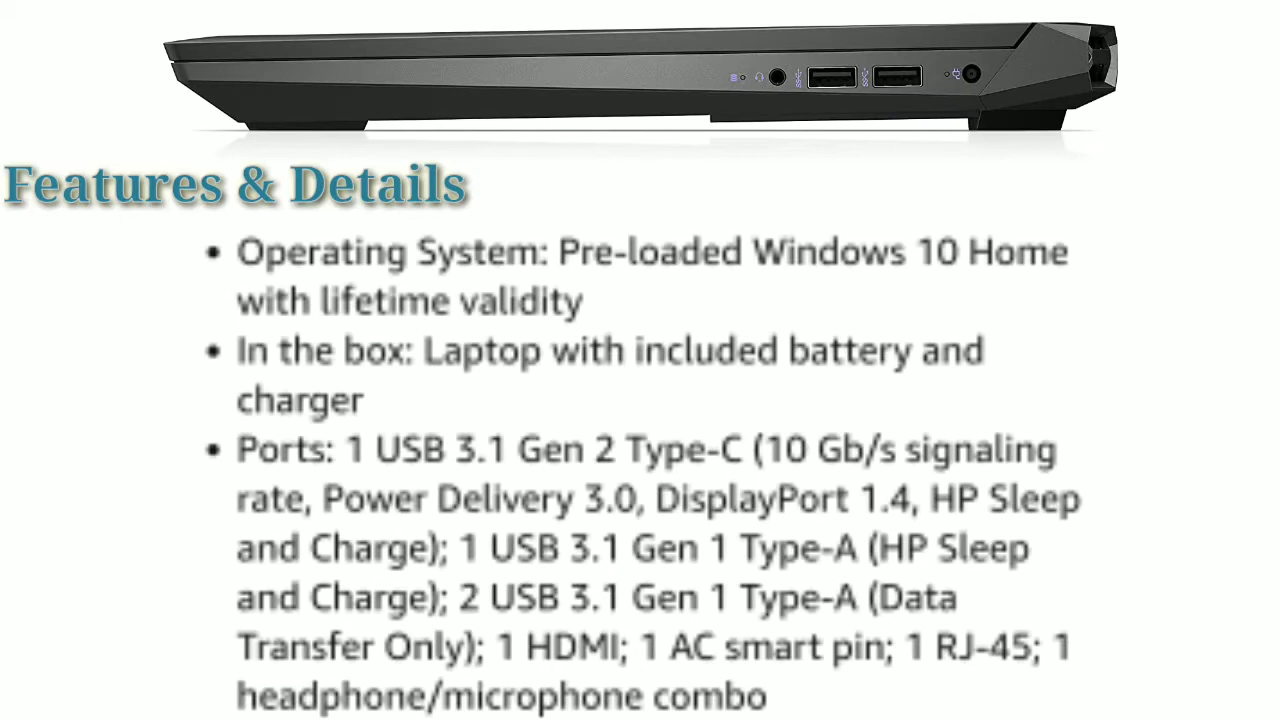 Features & Details
• Operating System: Pre-loaded Windows 10 Home
with lifetime validity
• In the box: Laptop with included battery and
charger
• Ports: 1 USB 3.1 Gen 2 Type-C (10 Gb/s signaling
rate, Power Delivery 3.0, DisplayPort 1.4, HP Sleep
and Charge); 1 USB 3.1 Gen 1 Type-A (HP Sleep
and Charge); 2 USB 3.1 Gen 1 Type-A (Data
Transfer Only); 1 HDMI; 1 AC smart pin; 1 RJ-45; 1
headphone/microphone combo